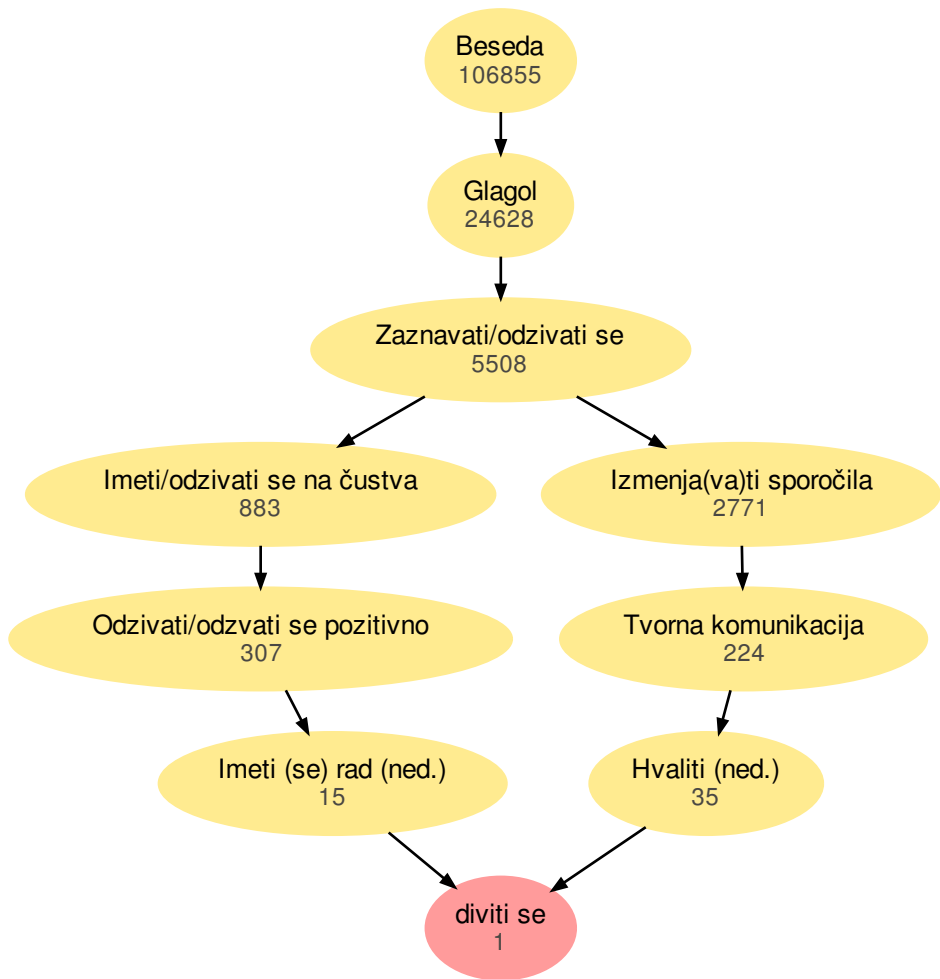 Beseda
106855
Glagol
24628
Zaznavati/odzivati se
5508
Imeti/odzivati se na čustva
883
Izmenja(va)ti sporočila
2771
Odzivati/odzvati se pozitivno
307
Tvorna komunikacija
224
Imeti (se) rad (ned.)
15
Hvaliti (ned.)
35
diviti se
1